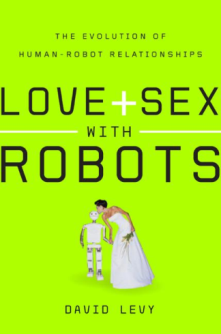 THE EVOLUTION OF
HUMAN-ROBOT RELATIONSHIPS
LOVE + SEX
WITH
ROBOTS
DAVID LEVY